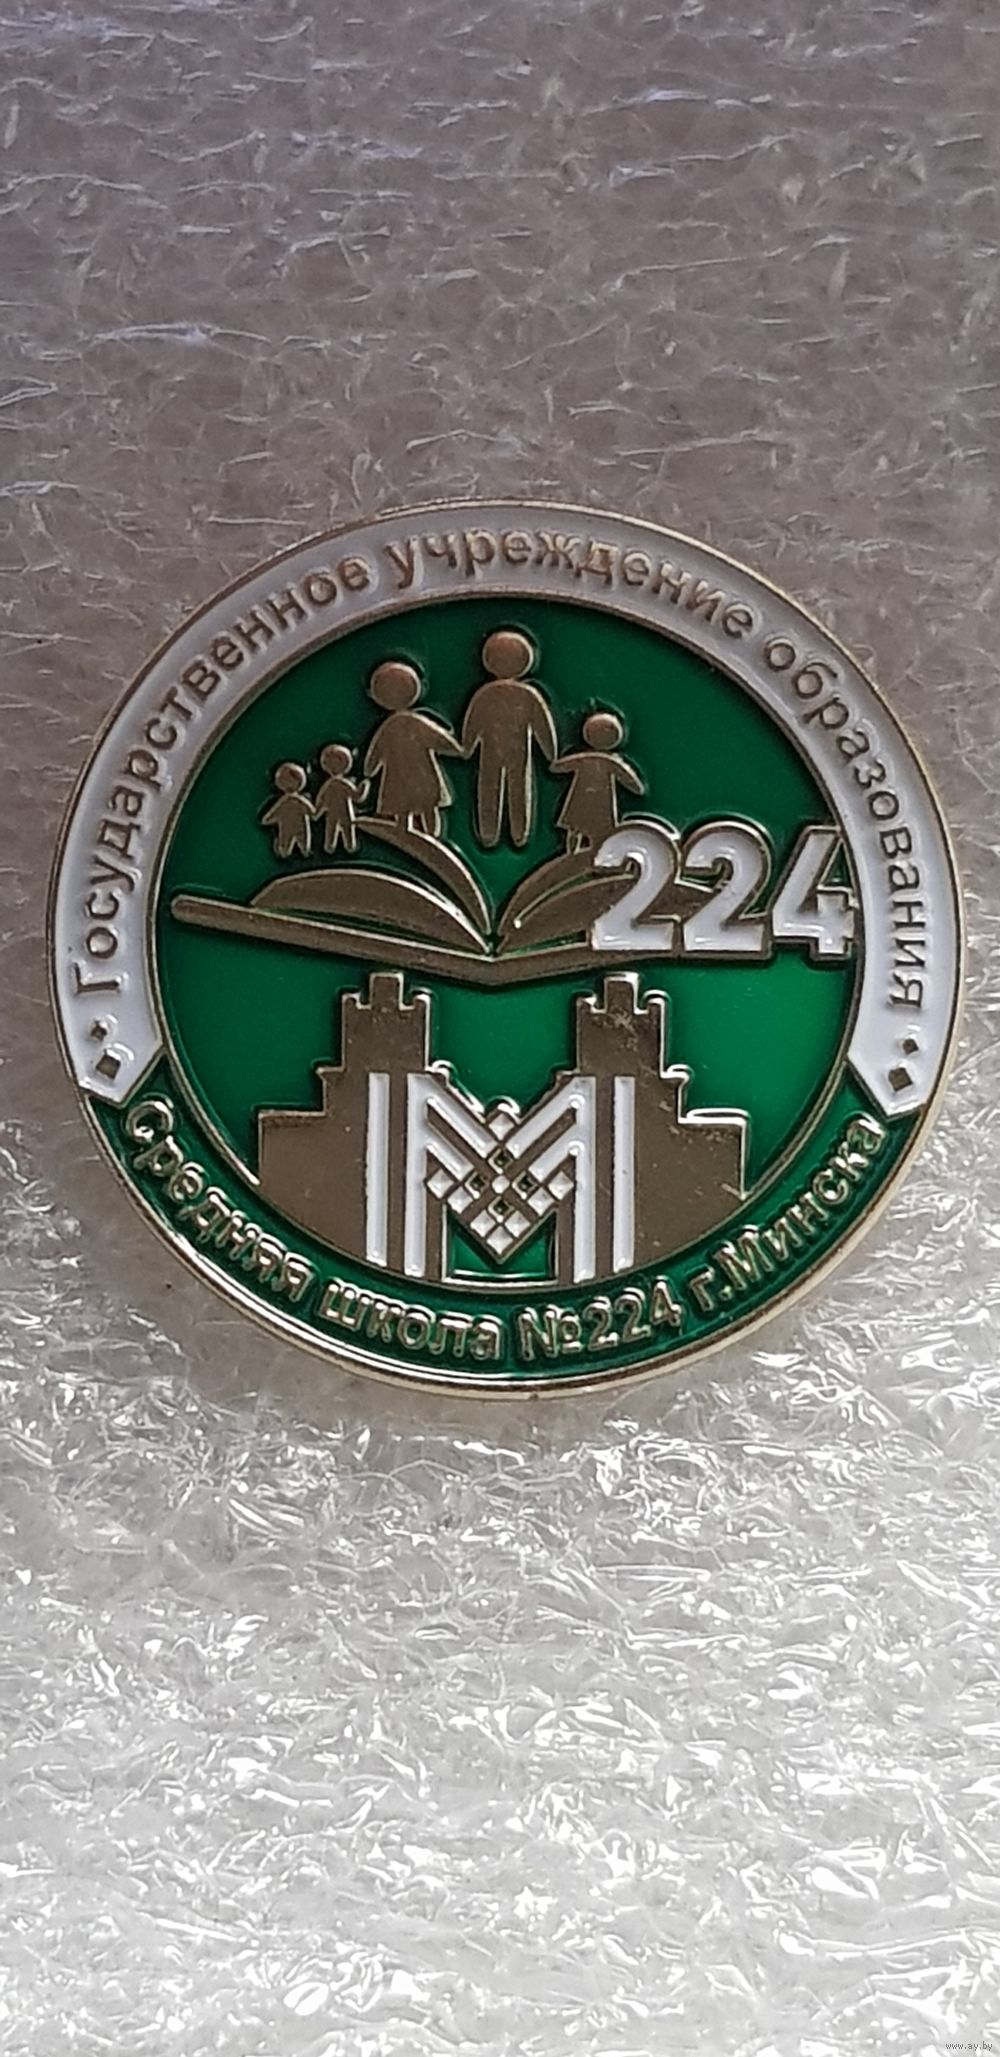 Государственное учреждение образования
224
Средняя школа №224 г.Минска
www.ay.by